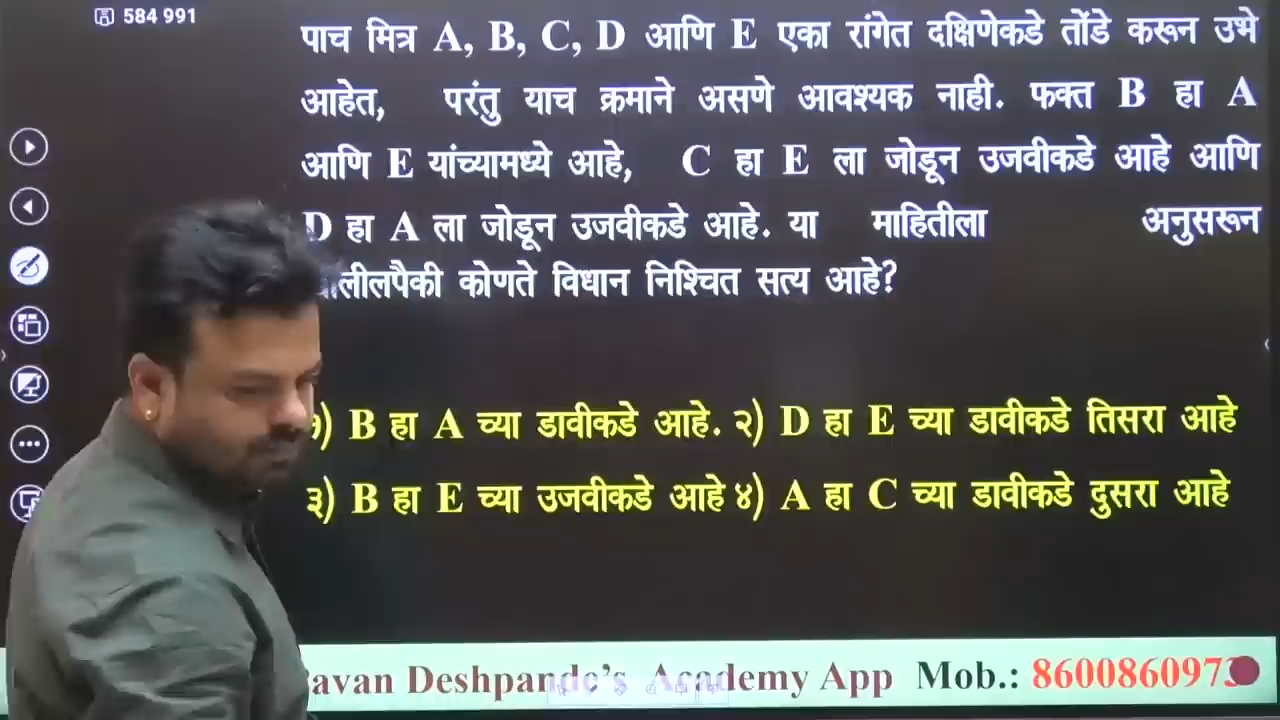 584 991
पाच मित्र A, B, C, D आणि E एका रांगेत दक्षिणेकडे तोंडे करून उभे
आहेत, परंतु याच क्रमाने असणे आवश्यक नाही. फक्त B हा A
आणि E यांच्यामध्ये आहे, C हा E ला जोडून उजवीकडे आहे आणि
D हा A ला जोडून उजवीकडे आहे. या माहितीला अनुसरून
कोणते विधान निश्चित सत्य आहे?
B हा A च्या डावीकडे आहे. २) D हा E च्या डावीकडे तिसरा आहे
३) B हा E च्या उजवीकडे आहे ४) A हा C च्या डावीकडे दुसरा आहे
Deshpande's Academy App Mob.: 8600860973